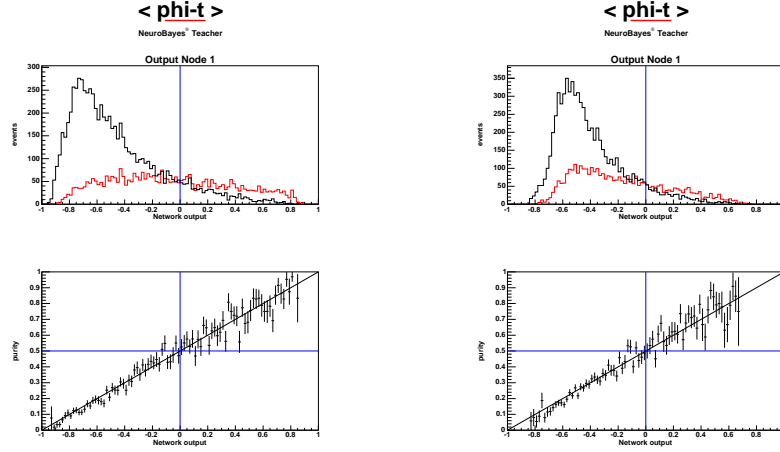 < phi-t >
NeuroBayes® Teacher
Output Node 1
events
300
250
200
150
100
50
0
-1 -0.8 -0.6 -0.4 -0.2 0 0.2 0.4 0.6 0.8 1
Network output
purity
1
0.9
0.8
0.7
0.6
0.5
0.4
0.3
0.2
0.1
0
-1 -0.8 -0.6 -0.4 -0.2 0 0.2 0.4 0.6 0.8 1
Network output
< phi-t >
NeuroBayes® Teacher
Output Node 1
events
350
300
250
200
150
100
50
0
-1 -0.8 -0.6 -0.4 -0.2 0 0.2 0.4 0.6 0.8
Network output
purity
1
0.9
0.8
0.7
0.6
0.5
0.4
0.3
0.2
0.1
0
-1 -0.8 -0.6 -0.4 -0.2 0 0.2 0.4 0.6 0.8
Network output